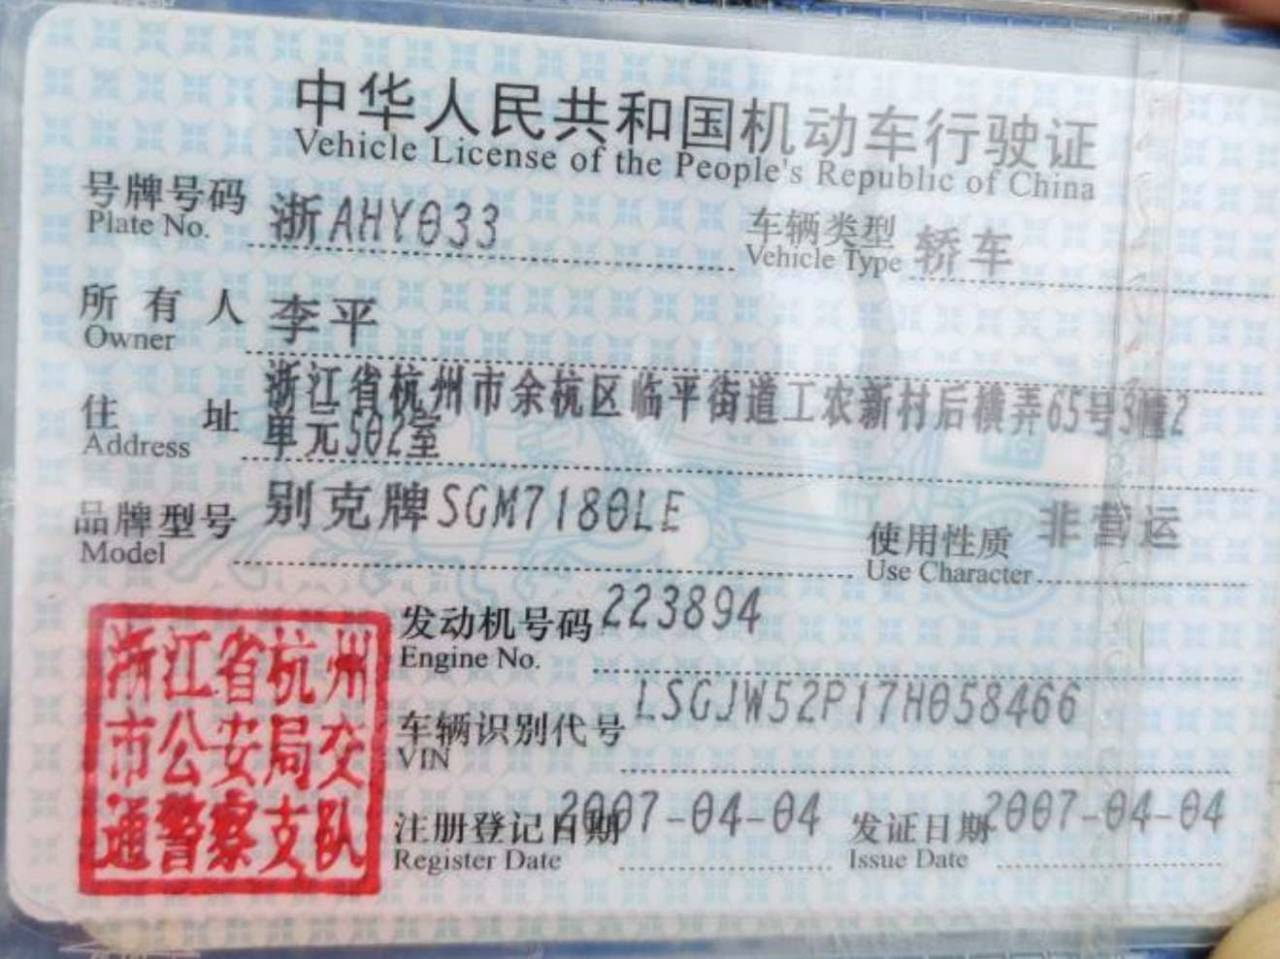 中华人民共和国机动车行驶证
Vehicle License of the People's Republic of China
号牌号码 浙AHY033 车辆类型 轿车
Plate No. Vehicle Type
所有人 李平
Owner
住址 浙江省杭州市余杭区临平街道工农新村后横弄65号3幢2
Address 单元502室
品牌型号 别克牌SGM7180LE 使用性质 非营运
Model Use Character
发动机号码 223894
Engine No.
车辆识别代号 LSGJW52P17H058466
VIN
注册登记日期 2007-04-04 发证日期 2007-04-04
Register Date Issue Date
浙江省杭州
市公安局交
通警察支队